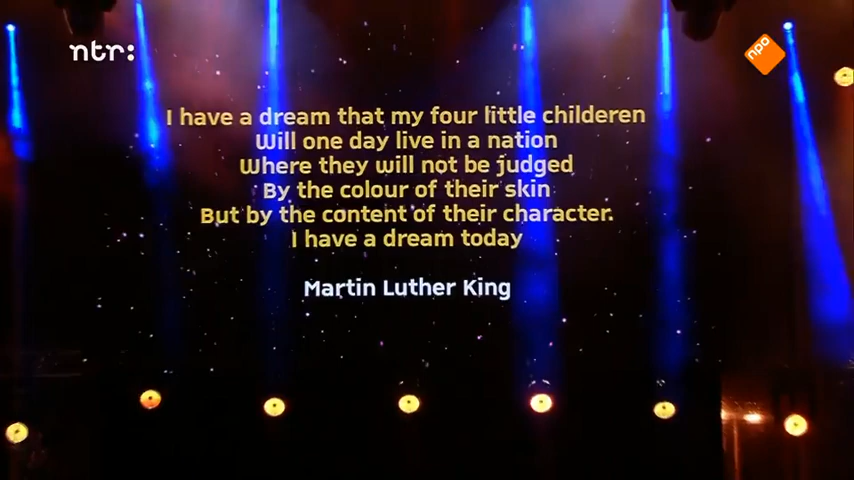 ntr:
npo
I have a dream that my four little childeren
Will one day live in a nation
Where they will not be judged
By the colour of their skin
But by the content of their character.
I have a dream today
Martin Luther King